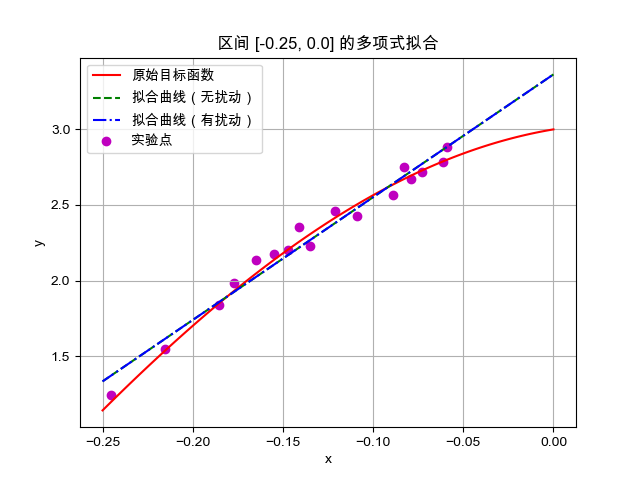 区间 [-0.25, 0.0] 的多项式拟合
原始目标函数
拟合曲线（无扰动）
拟合曲线（有扰动）
实验点
3.0
2.5
2.0
1.5
y
−0.25
−0.20
−0.15
−0.10
−0.05
0.00
x